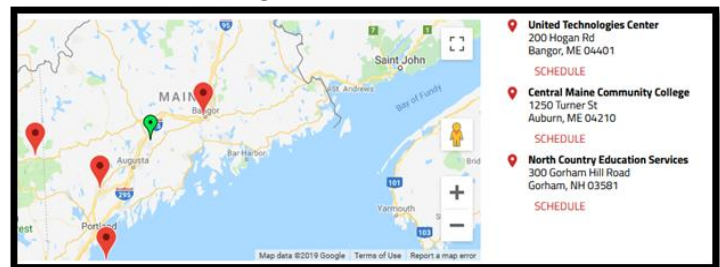 Saint John
St. Andrews
Bay of Fundy
MAINE
Bangor
Augusta
Bar Harbor
295
Portland
101
Yarmouth
103
Map data ©2019 Google
Terms of Use
Report a map error
United Technologies Center
200 Hogan Rd
Bangor, ME 04401
SCHEDULE
Central Maine Community College
1250 Turner St
Auburn, ME 04210
SCHEDULE
North Country Education Services
300 Gorham Hill Road
Gorham, NH 03581
SCHEDULE